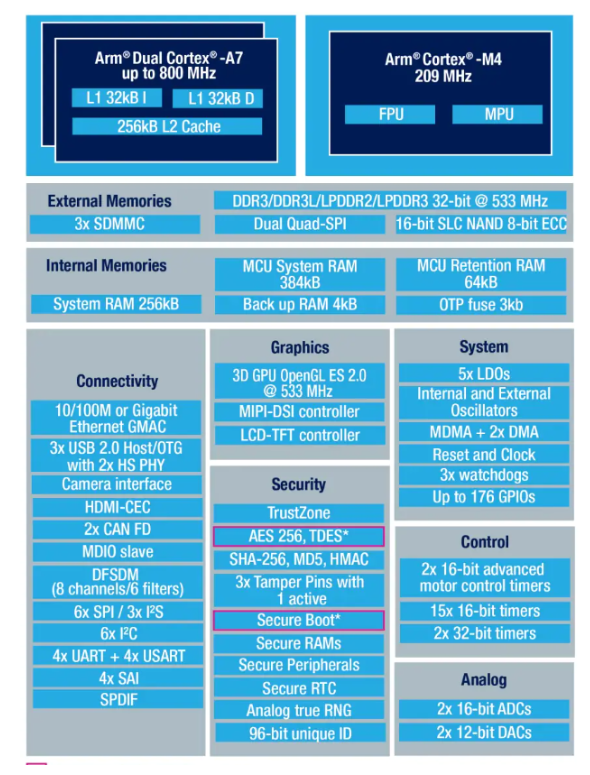 Arm® Dual Cortex® -A7
up to 800 MHz
L1 32kB I
L1 32kB D
256kB L2 Cache
Arm® Cortex® -M4
209 MHz
FPU
MPU
External Memories
DDR3/DDR3L/LPDDR2/LPDDR3 32-bit @ 533 MHz
3x SDMMC
Dual Quad-SPI
16-bit SLC NAND 8-bit ECC
Internal Memories
MCU System RAM
384kB
MCU Retention RAM
64kB
System RAM 256kB
Back up RAM 4kB
OTP fuse 3kb
Connectivity
10/100M or Gigabit
Ethernet GMAC
3x USB 2.0 Host/OTG
with 2x HS PHY
Camera interface
HDMI-CEC
2x CAN FD
MDIO slave
DFSDM
(8 channels/6 filters)
6x SPI / 3x I²S
6x I²C
4x UART + 4x USART
4x SAI
SPDIF
Graphics
3D GPU OpenGL ES 2.0
@ 533 MHz
MIPI-DSI controller
LCD-TFT controller
Security
TrustZone
AES 256, TDES*
SHA-256, MD5, HMAC
3x Tamper Pins with
1 active
Secure Boot*
Secure RAMs
Secure Peripherals
Secure RTC
Analog true RNG
96-bit unique ID
System
5x LDOs
Internal and External
Oscillators
MDMA + 2x DMA
Reset and Clock
3x watchdogs
Up to 176 GPIOs
Control
2x 16-bit advanced
motor control timers
15x 16-bit timers
2x 32-bit timers
Analog
2x 16-bit ADCs
2x 12-bit DACs